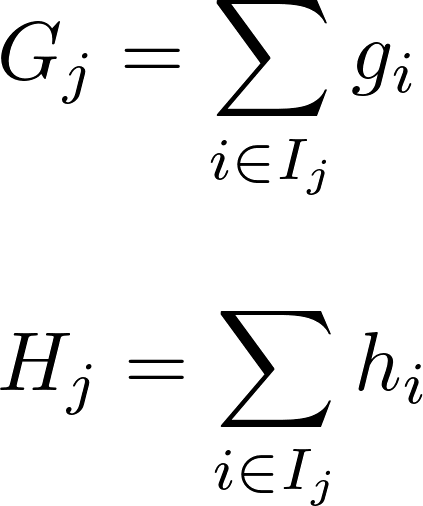 G_j = \sum_{i \in I_j} g_i
H_j = \sum_{i \in I_j} h_i